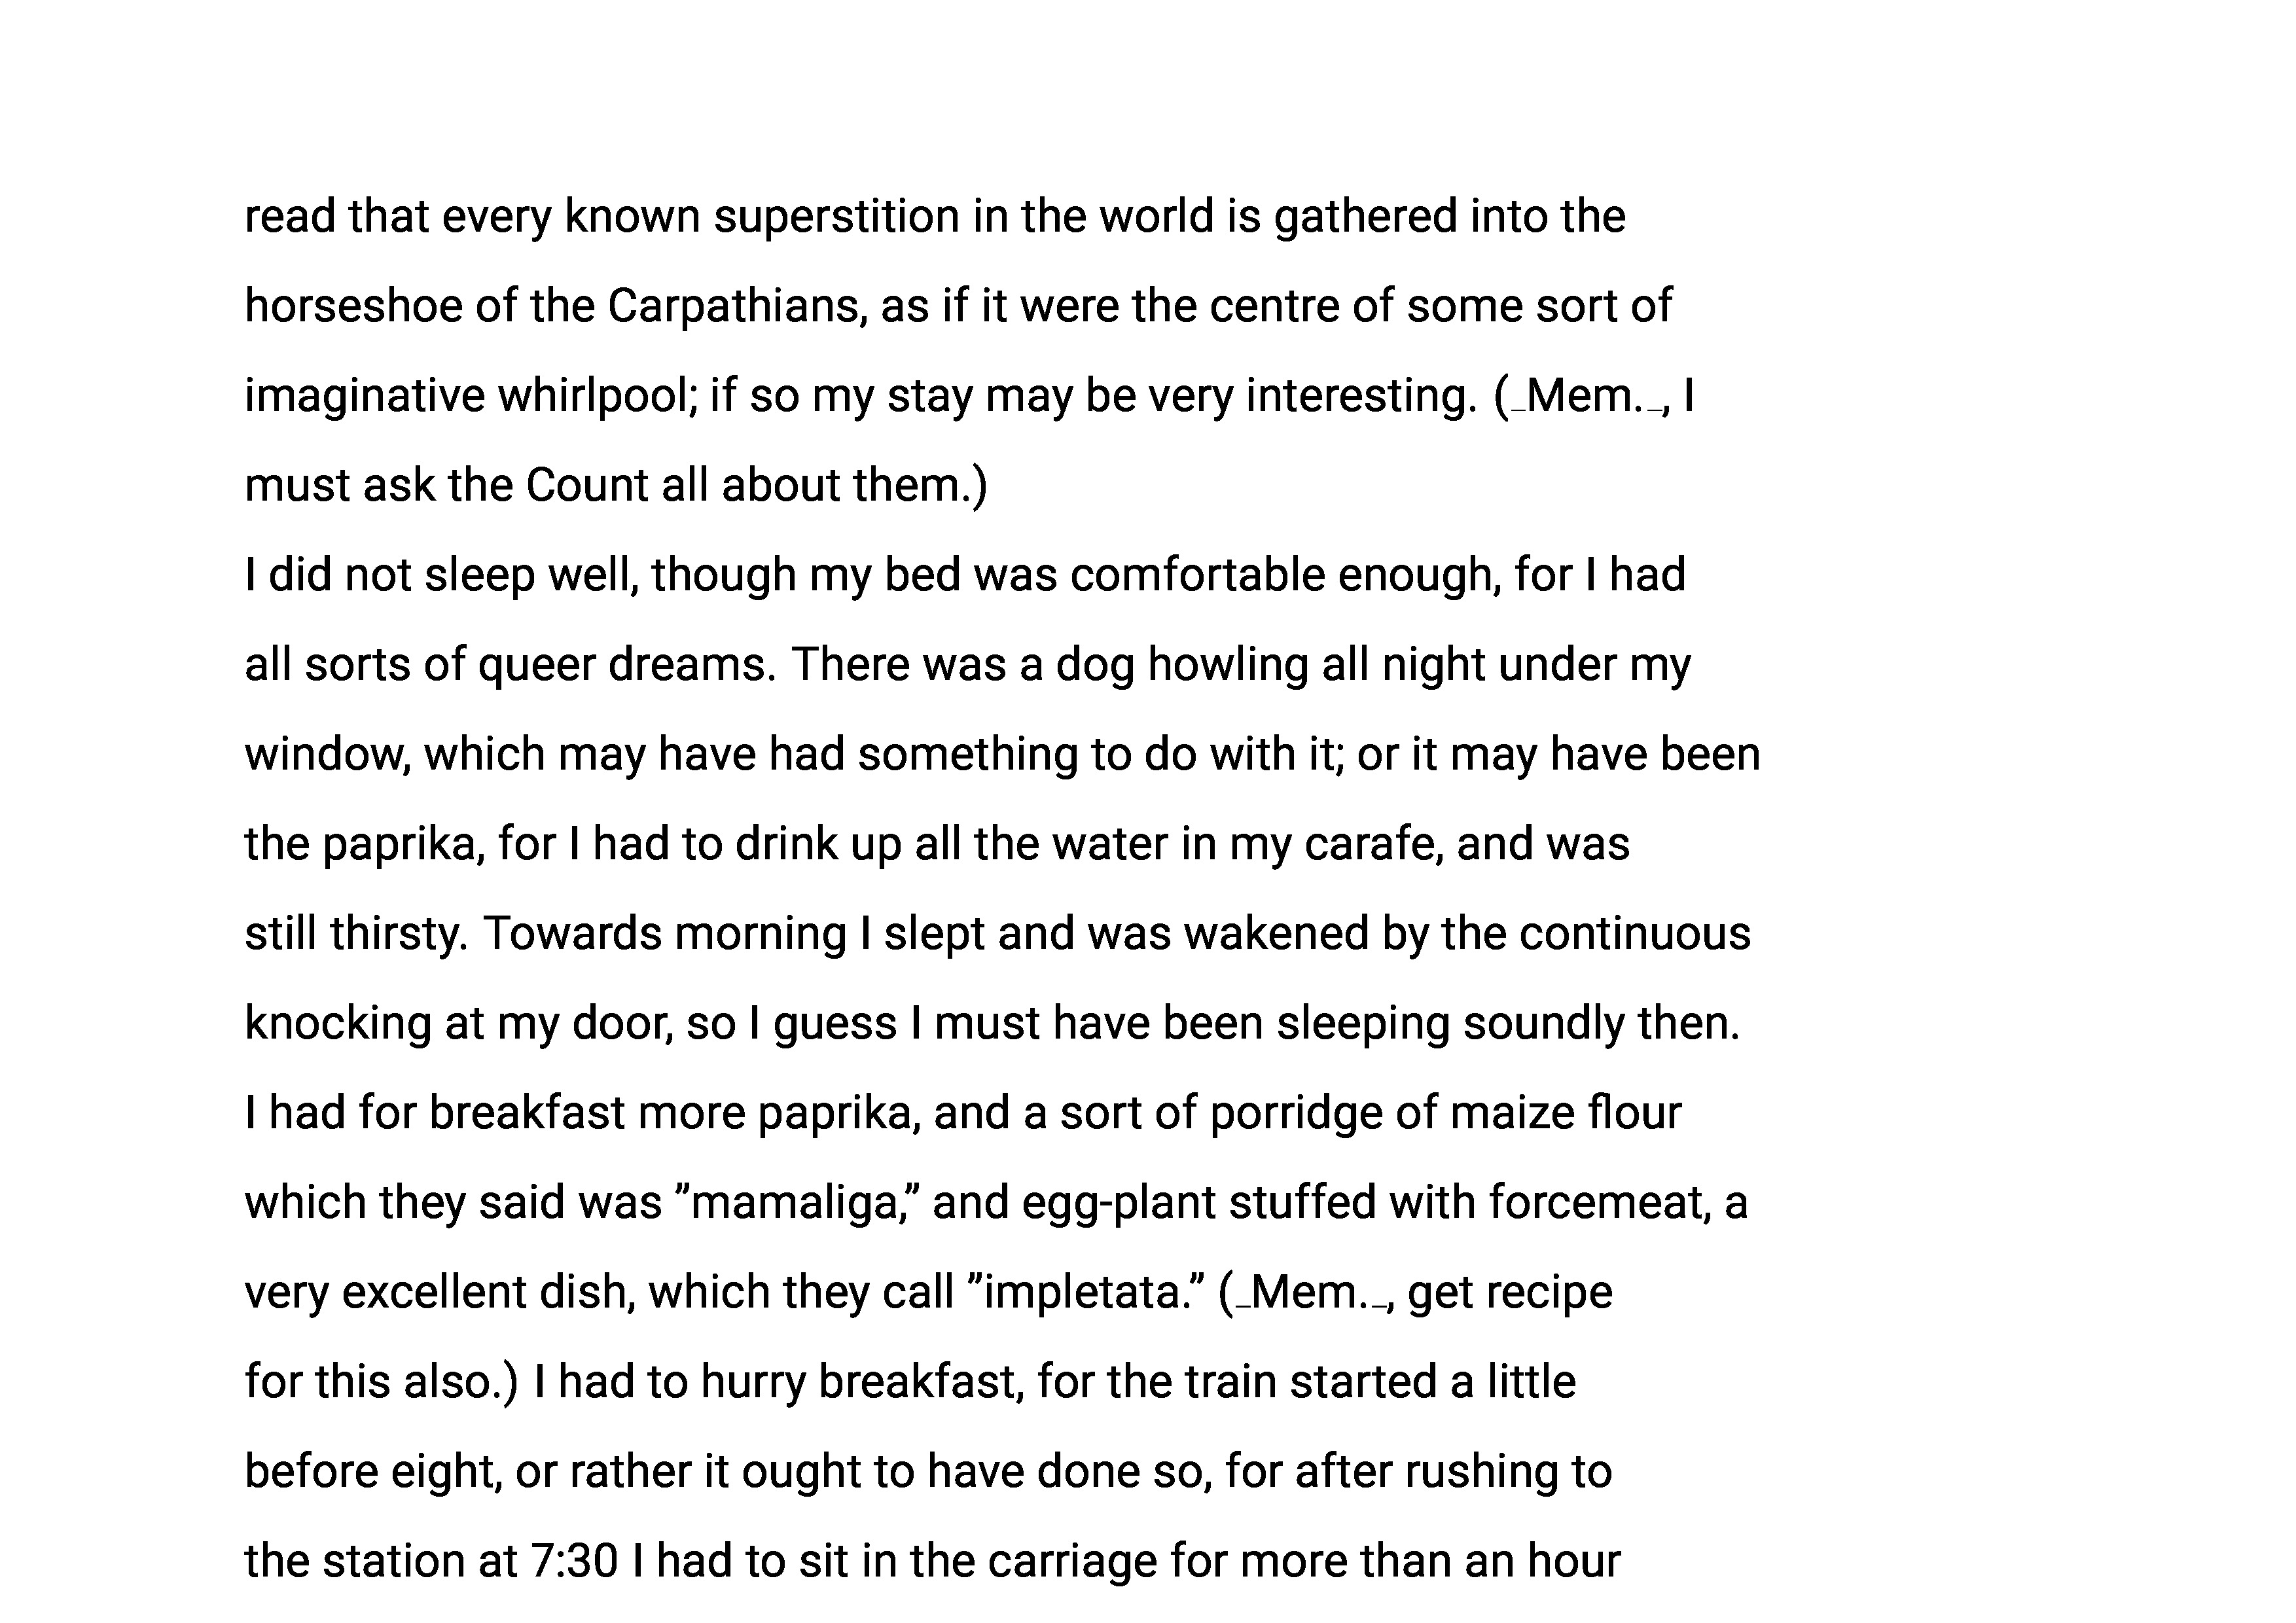 read that every known superstition in the world is gathered into the
horseshoe of the Carpathians, as if it were the centre of some sort of
imaginative whirlpool; if so my stay may be very interesting. (_Mem._, I
must ask the Count all about them.)
I did not sleep well, though my bed was comfortable enough, for I had
all sorts of queer dreams. There was a dog howling all night under my
window, which may have had something to do with it; or it may have been
the paprika, for I had to drink up all the water in my carafe, and was
still thirsty. Towards morning I slept and was wakened by the continuous
knocking at my door, so I guess I must have been sleeping soundly then.
I had for breakfast more paprika, and a sort of porridge of maize flour
which they said was ”mamaliga,” and egg-plant stuffed with forcemeat, a
very excellent dish, which they call ”impletata.” (_Mem._, get recipe
for this also.) I had to hurry breakfast, for the train started a little
before eight, or rather it ought to have done so, for after rushing to
the station at 7:30 I had to sit in the carriage for more than an hour